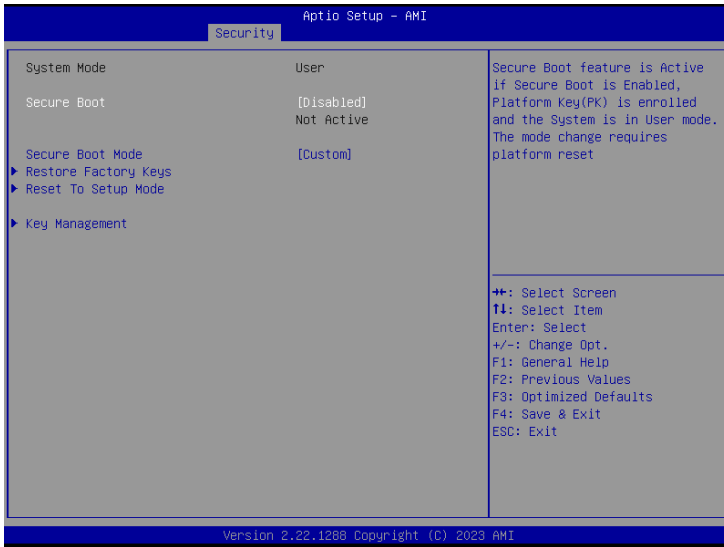 Aptio Setup - AMI
Security
System Mode User
Secure Boot [Disabled]
Not Active
Secure Boot Mode [Custom]
Restore Factory Keys
Reset To Setup Mode
Key Management
Secure Boot feature is Active
if Secure Boot is Enabled,
Platform Key(PK) is enrolled
and the System is in User mode.
The mode change requires
platform reset
→←: Select Screen
↑↓: Select Item
Enter: Select
+/-: Change Opt.
F1: General Help
F2: Previous Values
F3: Optimized Defaults
F4: Save & Exit
ESC: Exit
Version 2.22.1288 Copyright (C) 2023 AMI